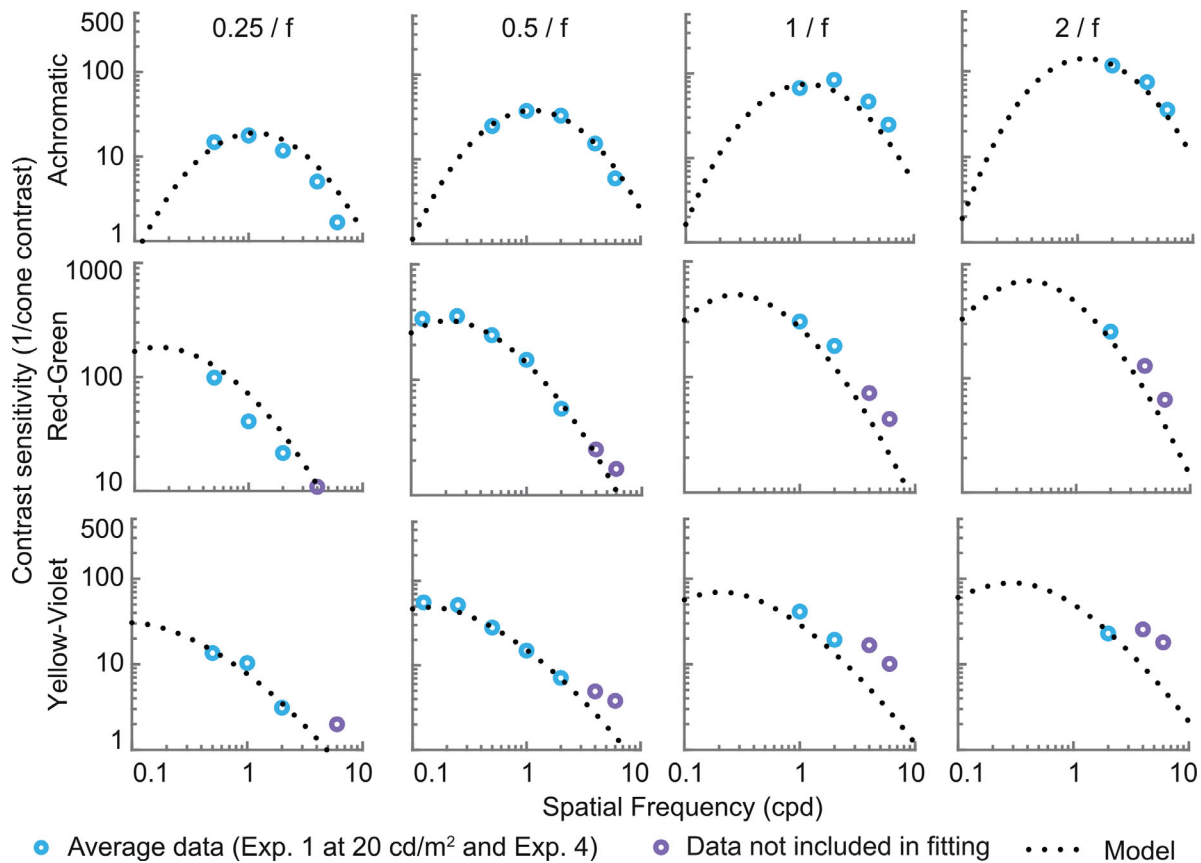 0.25 / f 0.5 / f 1 / f 2 / f
Contrast sensitivity (1/cone contrast)
Achromatic
500
100
10
1
Red-Green
1000
100
10
Yellow-Violet
500
100
10
1
0.1 1 10 0.1 1 10 0.1 1 10 0.1 1 10
Spatial Frequency (cpd)
Average data (Exp. 1 at 20 cd/m² and Exp. 4) Data not included in fitting Model